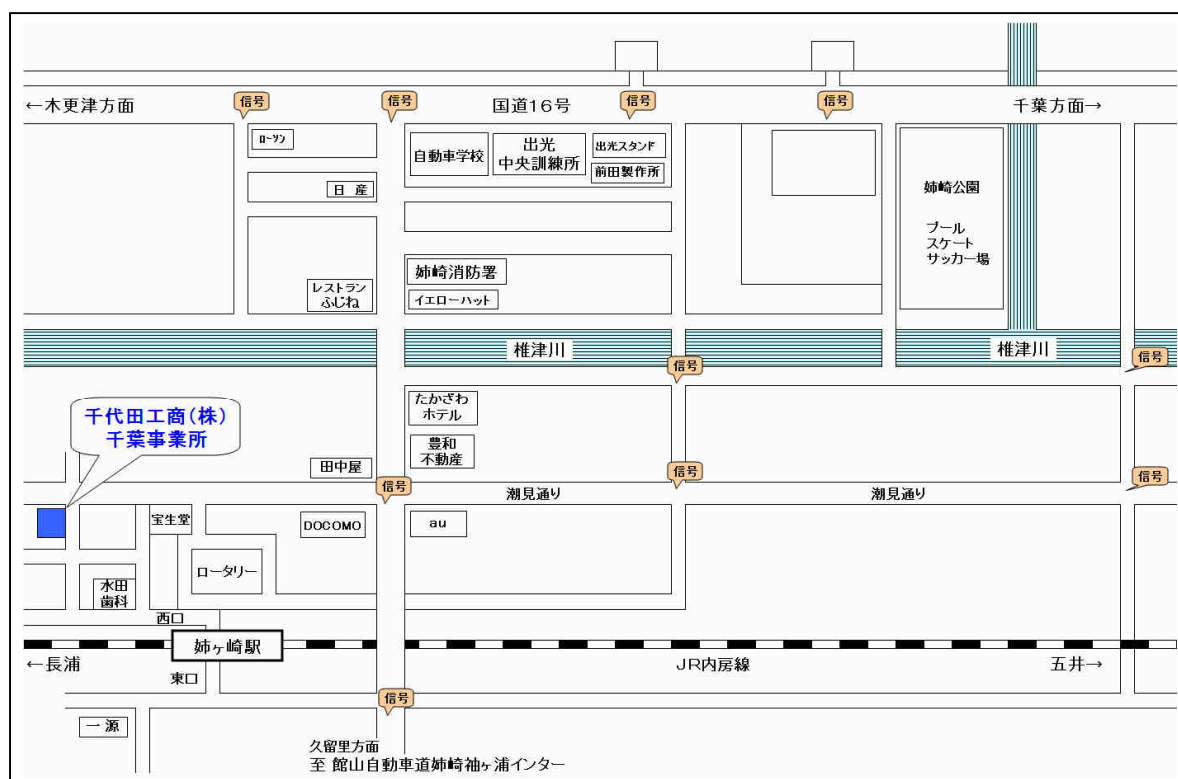 ←木更津方面
信号
信号
国道16号
信号
信号
千葉方面→
ローソン
自動車学校
出光
中央訓練所
出光スタンド
前田製作所
日産
姉崎公園
プール
スケート
サッカー場
姉崎消防署
イエローハット
レストラン
ふじね
椎津川
椎津川
信号
信号
千代田工商(株)
千葉事業所
たかざわ
ホテル
豊和
不動産
田中屋
信号
潮見通り
信号
潮見通り
信号
宝生堂
DOCOMO
au
ロータリー
水田
歯科
西口
姉ヶ崎駅
←長浦
JR内房線
五井→
東口
信号
一源
久留里方面
至 館山自動車道姉崎袖ヶ浦インター